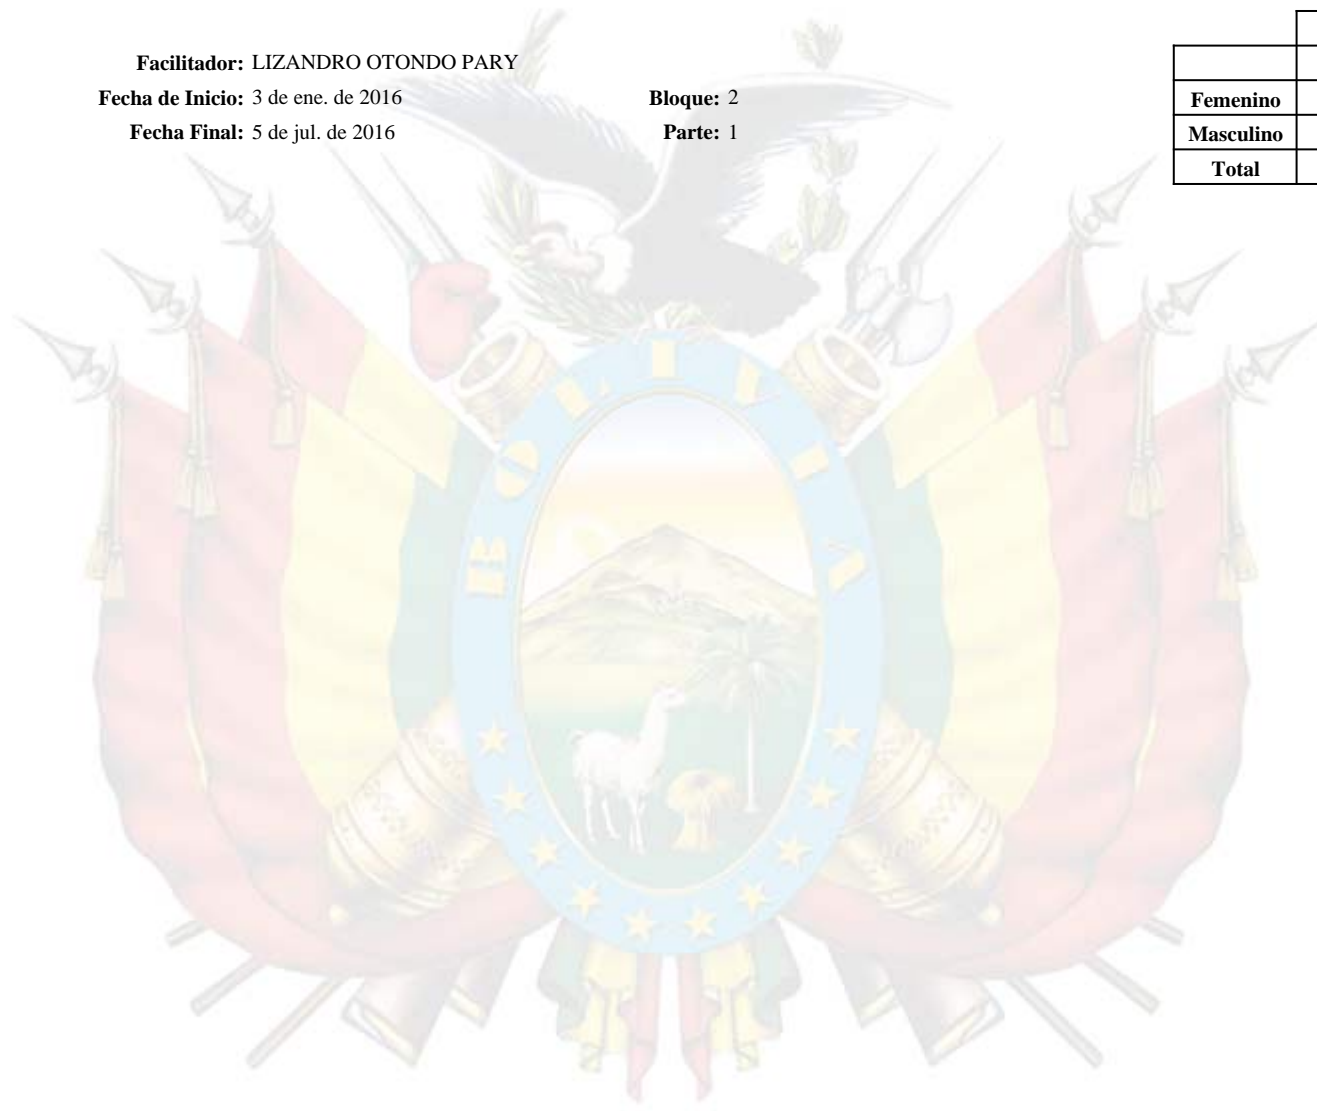 Facilitador: LIZANDRO OTONDO PARY
Fecha de Inicio: 3 de ene. de 2016
Bloque: 2
Fecha Final: 5 de jul. de 2016
Parte: 1
Femenino
Masculino
Total
BOLIVIA